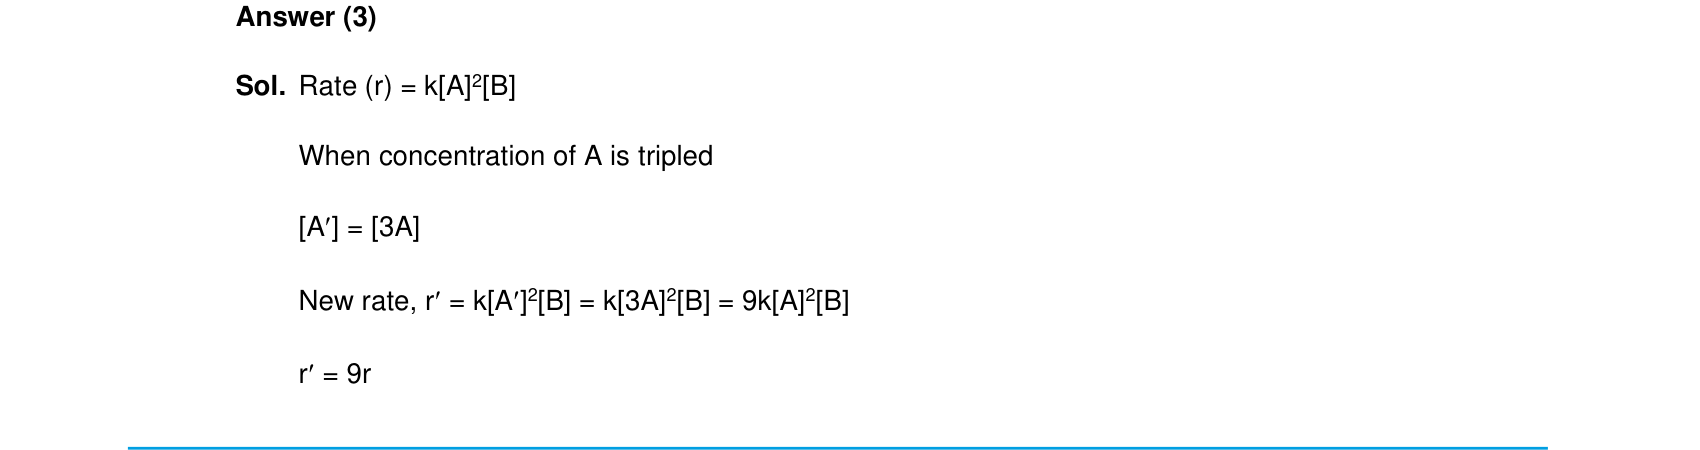 Answer (3)
Sol. Rate (r) = k[A]²[B]
When concentration of A is tripled
[A′] = [3A]
New rate, r′ = k[A′]²[B] = k[3A]²[B] = 9k[A]²[B]
r′ = 9r